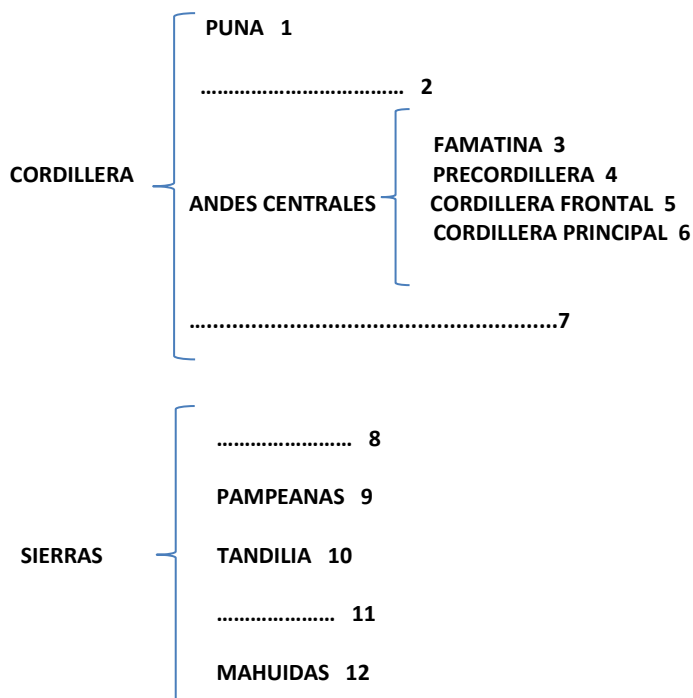 PUNA 1
………………………………… 2
FAMATINA 3
PRECORDILLERA 4
CORDILLERA
ANDES CENTRALES
CORDILLERA FRONTAL 5
CORDILLERA PRINCIPAL 6
…......................................................7
…………………… 8
PAMPEANAS 9
SIERRAS
TANDILIA 10
………………… 11
MAHUIDAS 12